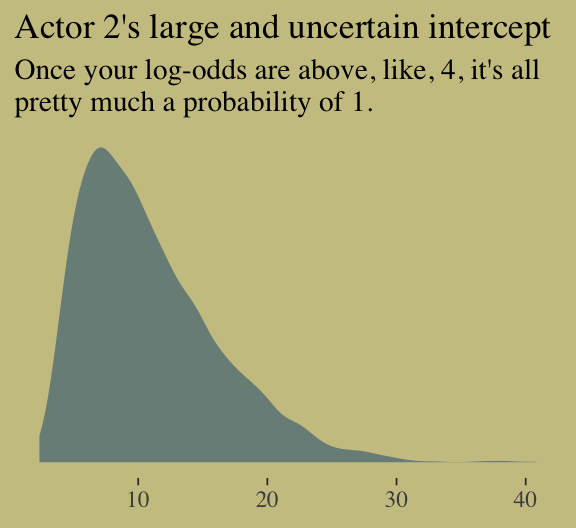 Actor 2's large and uncertain intercept
Once your log-odds are above, like, 4, it's all
pretty much a probability of 1.
10 20 30 40